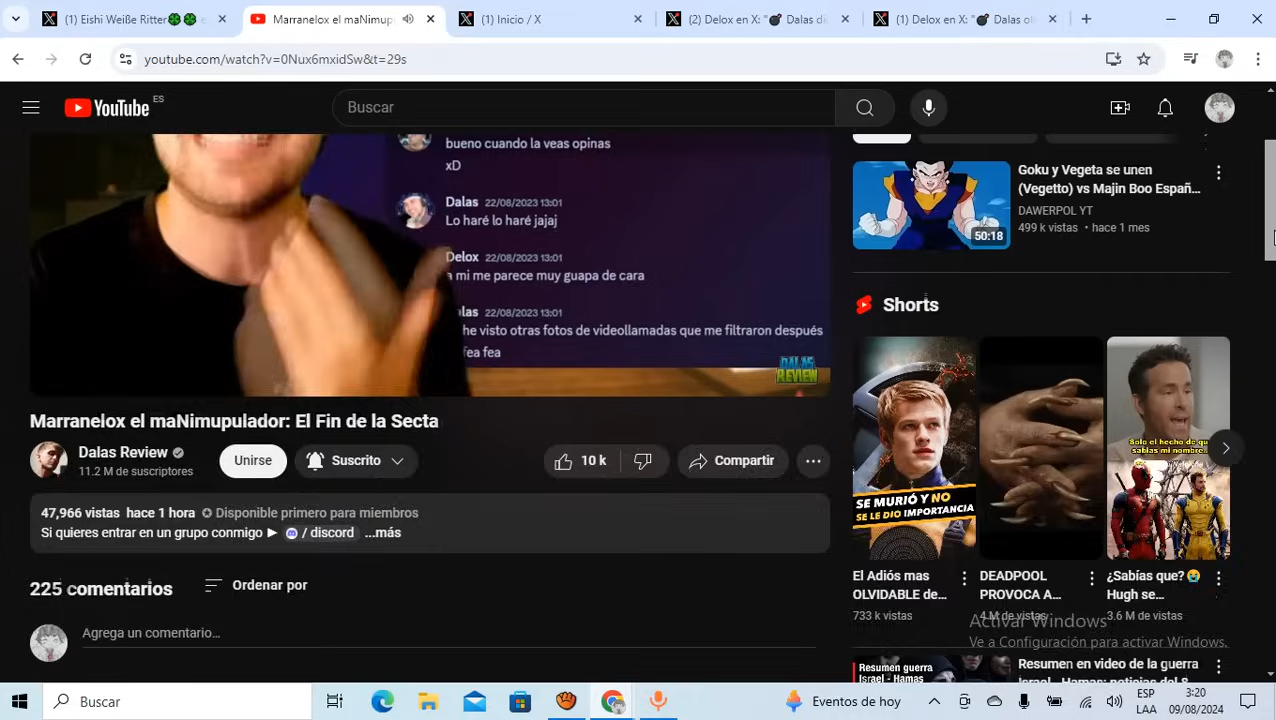 (1) Eishi Weiße Ritter🍀🍀 e
Marranelox el maNimup
(1) Inicio / X
(2) Delox en X: "💣 Dalas de
(1) Delox en X: "💣 Dalas ob
youtube.com/watch?v=0Nux6mxidSw&t=29s
YouTube ES
Buscar
bueno cuando la veas opinas
xD
Dalas 22/08/2023 13:01
Lo haré lo haré jajaj
Delox 22/08/2023 13:01
a mi me parece muy guapa de cara
las 22/08/2023 13:01
he visto otras fotos de videollamadas que me filtraron después
fea fea
DALAS
REVIEW
Marranelox el maNimupulador: El Fin de la Secta
Dalas Review
11.2 M de suscriptores
Unirse
Suscrito
10 k
Compartir
47,966 vistas hace 1 hora Disponible primero para miembros
Si quieres entrar en un grupo conmigo ► / discord ...más
225 comentarios
Ordenar por
Agrega un comentario…
Goku y Vegeta se unen
(Vegetto) vs Majin Boo Españ...
DAWERPOL YT
499 k vistas • hace 1 mes
50:18
Shorts
SE MURIÓ Y NO
SE LE DIO IMPORTANCIA
Solo el hecho de qu
sabías mi nombre..
El Adiós mas
OLVIDABLE de...
733 k vistas
DEADPOOL
PROVOCA A...
4 M de vistas
¿Sabías que?😭
Hugh se...
3.6 M de vistas
Activar Windows
Ve a Configuración para activar Windows.
Resumen guerra
Israel - Hamas
Resumen en video de la guerra
Israel - Hamas: noticias del 8
Buscar
Eventos de hoy
ESP
LAA
3:20
09/08/2024